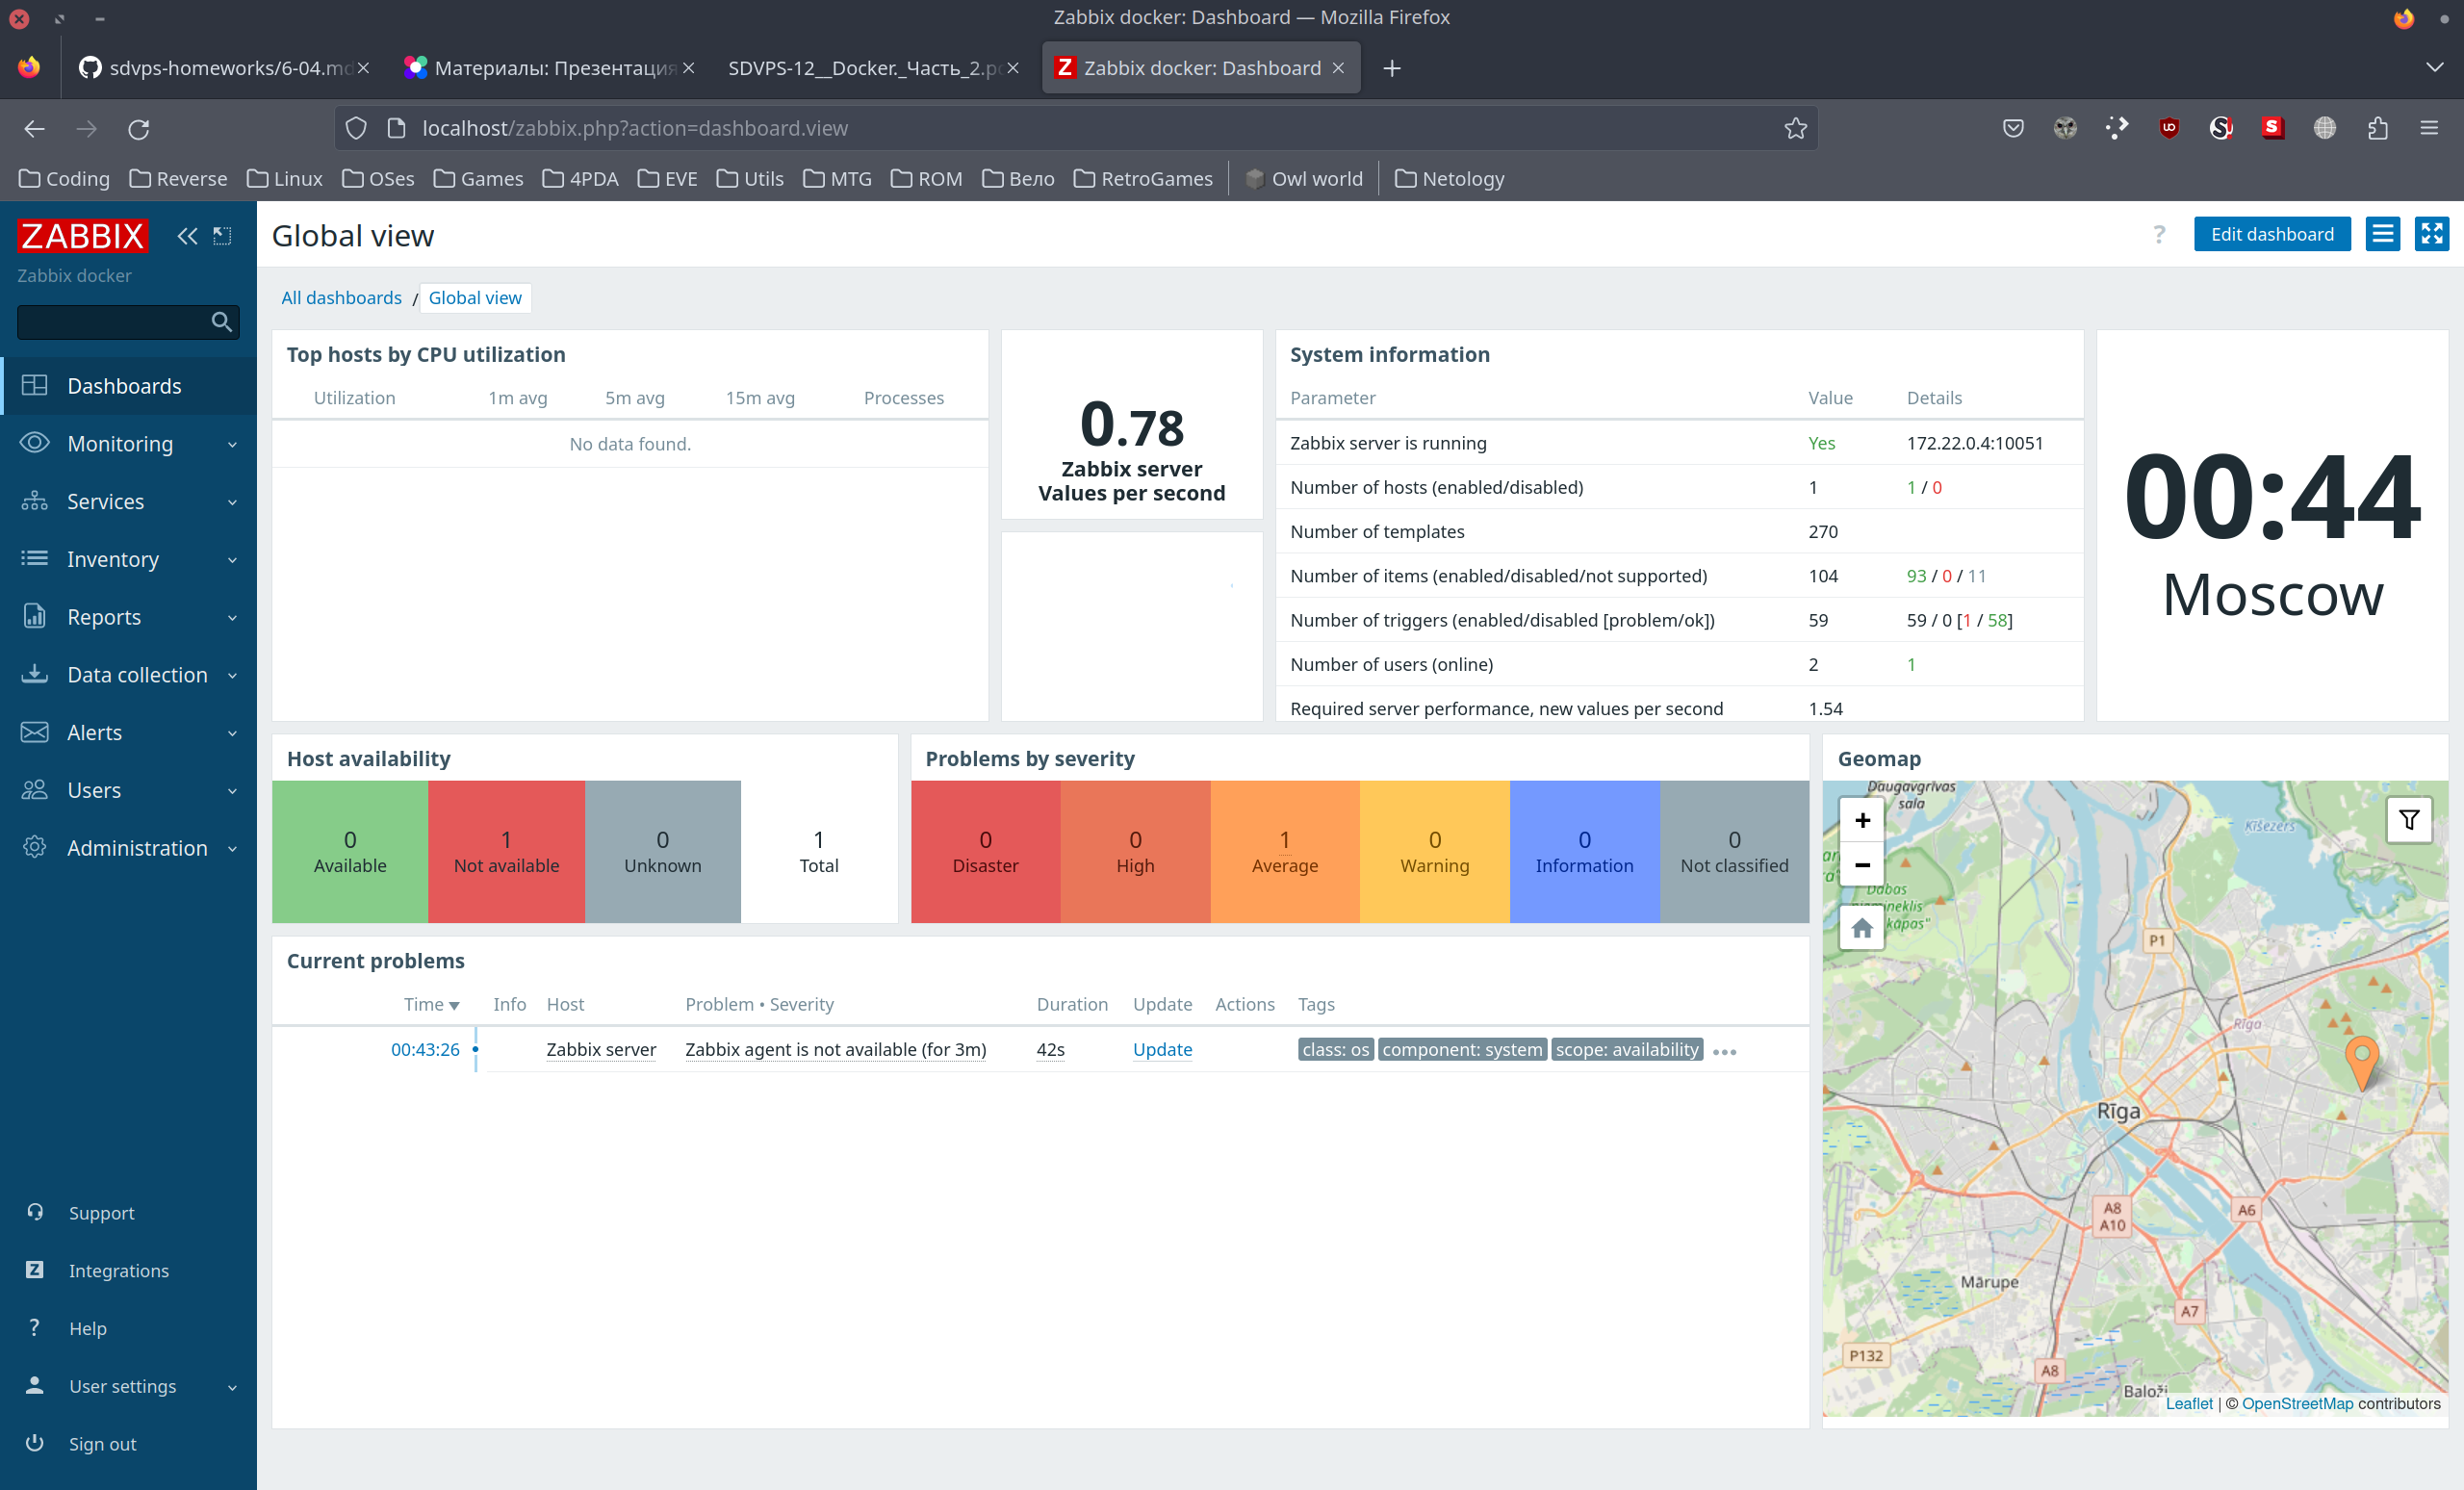 Zabbix docker: Dashboard — Mozilla Firefox
sdvps-homeworks/6-04.md
Материалы: Презентация
SDVPS-12__Docker._Часть_2.pd
Zabbix docker: Dashboard
localhost/zabbix.php?action=dashboard.view
Coding Reverse Linux OSes Games 4PDA EVE Utils MTG ROM Вело RetroGames Owl world Netology
ZABBIX
Zabbix docker
Dashboards
Monitoring
Services
Inventory
Reports
Data collection
Alerts
Users
Administration
Support
Integrations
Help
User settings
Sign out
Global view
? Edit dashboard
All dashboards / Global view
Top hosts by CPU utilization
Utilization 1m avg 5m avg 15m avg Processes
No data found.
0.78
Zabbix server
Values per second
System information
Parameter Value Details
Zabbix server is running Yes 172.22.0.4:10051
Number of hosts (enabled/disabled) 1 1 / 0
Number of templates 270
Number of items (enabled/disabled/not supported) 104 93 / 0 / 11
Number of triggers (enabled/disabled [problem/ok]) 59 59 / 0 [1 / 58]
Number of users (online) 2 1
Required server performance, new values per second 1.54
00:44
Moscow
Host availability
0 Available
1 Not available
0 Unknown
1 Total
Problems by severity
0 Disaster
0 High
1 Average
0 Warning
0 Information
0 Not classified
Current problems
Time Info Host Problem • Severity Duration Update Actions Tags
00:43:26 Zabbix server Zabbix agent is not available (for 3m) 42s Update class: os component: system scope: availability
Geomap
Daugavgrīvas
sala
Ķīšezers
+
−
Dabas
kāpas"
P1
Rīga
Rīga
A8
A10
A6
Mārupe
A7
P132
A8
Baloži
Leaflet | © OpenStreetMap contributors